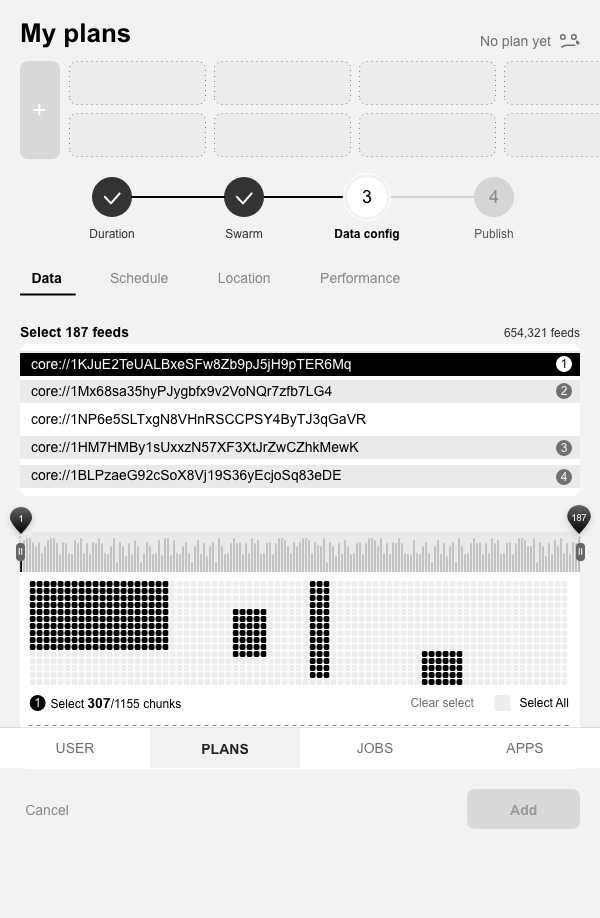 My plans
No plan yet
+
3
4
Duration
Swarm
Data config
Publish
Data
Schedule
Location
Performance
Select 187 feeds
654,321 feeds
core://1KJuE2TeUALBxeSFw8Zb9pJ5jH9pTER6Mq 1
core://1Mx68sa35hyPJygbfx9v2VoNQr7zfb7LG4 2
core://1NP6e5SLTxgN8VHnRSCCPSY4ByTJ3qGaVR
core://1HM7HMBy1sUxxzN57XF3XtJrZwCZhkMewK 3
core://1BLPzaeG92cSoX8Vj19S36yEcjoSq83eDE 4
1
187
1 Select 307/1155 chunks
Clear select
Select All
USER
PLANS
JOBS
APPS
Cancel
Add